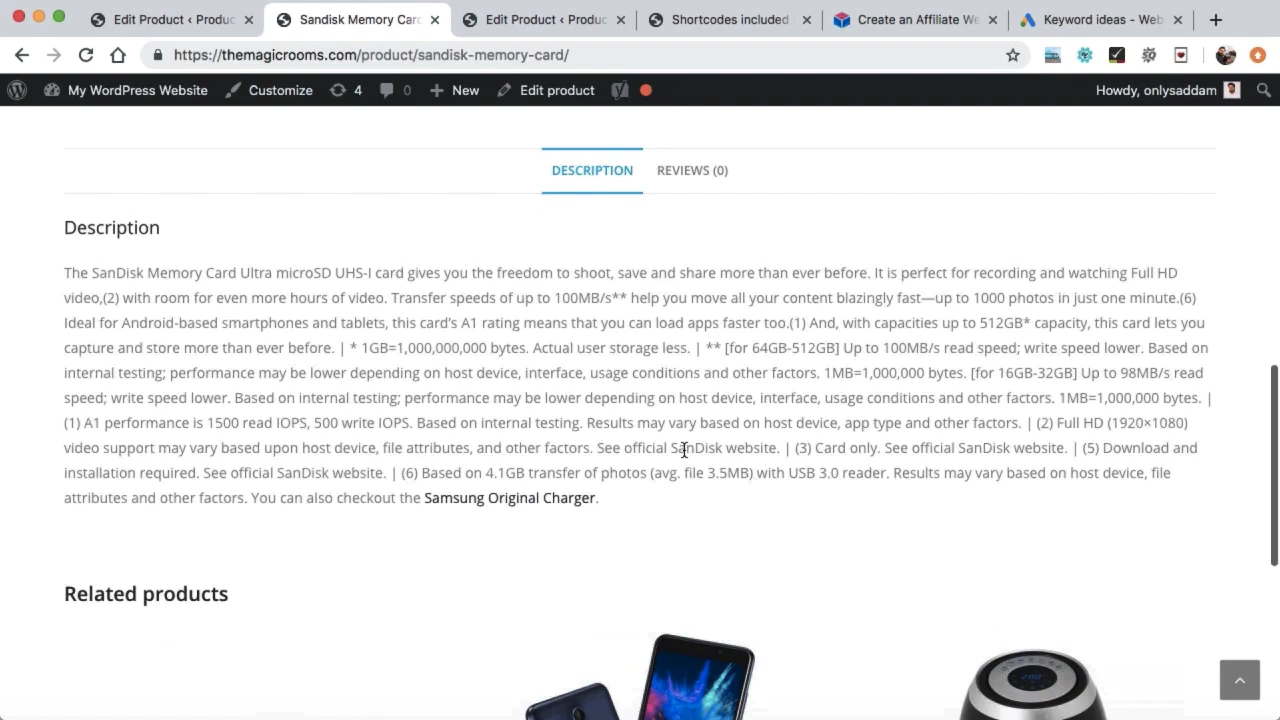 Edit Product ‹ Produc
Sandisk Memory Car
Edit Product ‹ Produc
Shortcodes included
Create an Affiliate We
Keyword ideas - Web
https://themagicrooms.com/product/sandisk-memory-card/
My WordPress Website
Customize
4
0
New
Edit product
Howdy, onlysaddam
DESCRIPTION
REVIEWS (0)
Description
The SanDisk Memory Card Ultra microSD UHS-I card gives you the freedom to shoot, save and share more than ever before. It is perfect for recording and watching Full HD
video,(2) with room for even more hours of video. Transfer speeds of up to 100MB/s** help you move all your content blazingly fast—up to 1000 photos in just one minute.(6)
Ideal for Android-based smartphones and tablets, this card’s A1 rating means that you can load apps faster too.(1) And, with capacities up to 512GB* capacity, this card lets you
capture and store more than ever before. | * 1GB=1,000,000,000 bytes. Actual user storage less. | ** [for 64GB-512GB] Up to 100MB/s read speed; write speed lower. Based on
internal testing; performance may be lower depending on host device, interface, usage conditions and other factors. 1MB=1,000,000 bytes. [for 16GB-32GB] Up to 98MB/s read
speed; write speed lower. Based on internal testing; performance may be lower depending on host device, interface, usage conditions and other factors. 1MB=1,000,000 bytes. |
(1) A1 performance is 1500 read IOPS, 500 write IOPS. Based on internal testing. Results may vary based on host device, app type and other factors. | (2) Full HD (1920×1080)
video support may vary based upon host device, file attributes, and other factors. See official SanDisk website. | (3) Card only. See official SanDisk website. | (5) Download and
installation required. See official SanDisk website. | (6) Based on 4.1GB transfer of photos (avg. file 3.5MB) with USB 3.0 reader. Results may vary based on host device, file
attributes and other factors. You can also checkout the Samsung Original Charger.
Related products